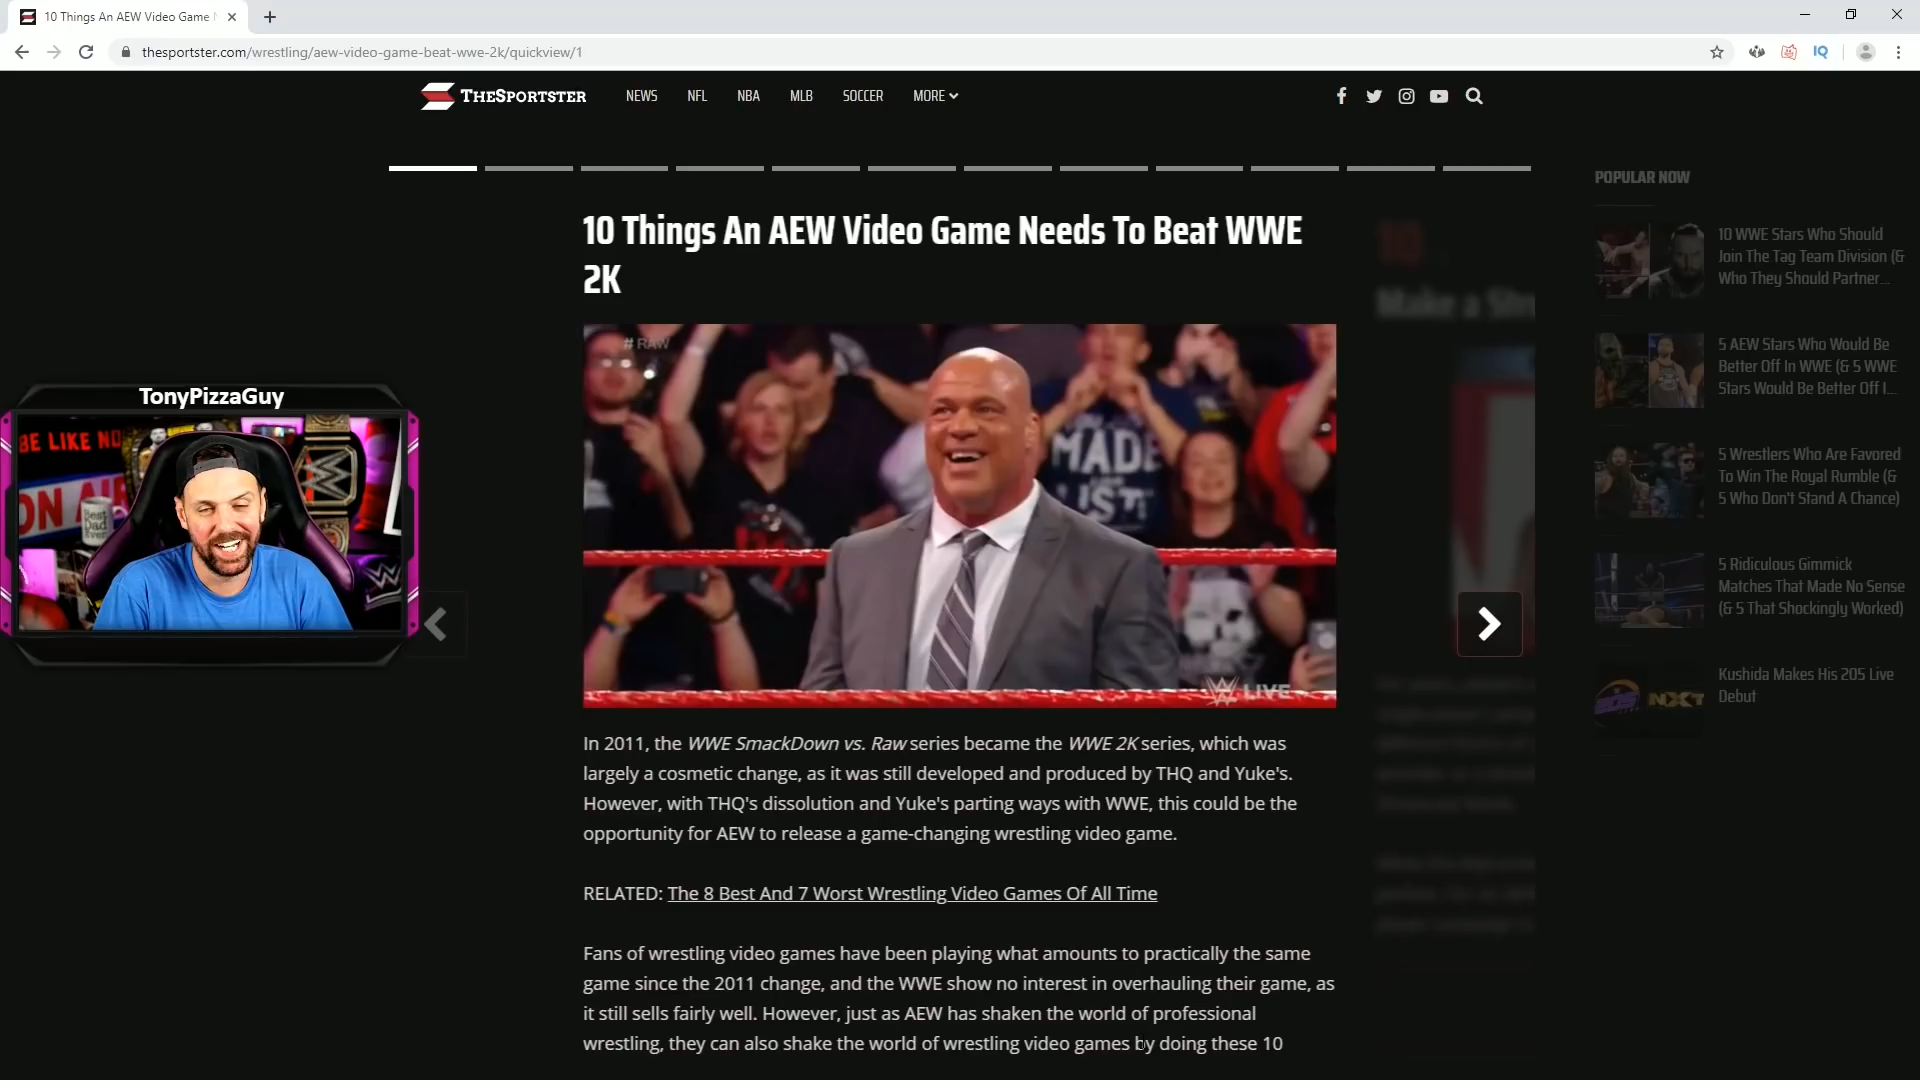 10 Things An AEW Video Game
thesportster.com/wrestling/aew-video-game-beat-wwe-2k/quickview/1
IQ
THESPORTSTER
NEWS
NFL
NBA
MLB
SOCCER
MORE
10 Things An AEW Video Game Needs To Beat WWE
2K
#RAW
MADE
LIST
LIVE
In 2011, the WWE SmackDown vs. Raw series became the WWE 2K series, which was
largely a cosmetic change, as it was still developed and produced by THQ and Yuke's.
However, with THQ's dissolution and Yuke's parting ways with WWE, this could be the
opportunity for AEW to release a game-changing wrestling video game.
RELATED: The 8 Best And 7 Worst Wrestling Video Games Of All Time
Fans of wrestling video games have been playing what amounts to practically the same
game since the 2011 change, and the WWE show no interest in overhauling their game, as
it still sells fairly well. However, just as AEW has shaken the world of professional
wrestling, they can also shake the world of wrestling video games by doing these 10
TonyPizzaGuy
BE LIKE NO
ON AIR
Best
Dad
Ever
10
Make a Str
POPULAR NOW
10 WWE Stars Who Should
Join The Tag Team Division (&
Who They Should Partner...
5 AEW Stars Who Would Be
Better Off In WWE (& 5 WWE
Stars Would Be Better Off I...
5 Wrestlers Who Are Favored
To Win The Royal Rumble (&
5 Who Don't Stand A Chance)
5 Ridiculous Gimmick
Matches That Made No Sense
(& 5 That Shockingly Worked)
205
LIVE
NXT
Kushida Makes His 205 Live
Debut